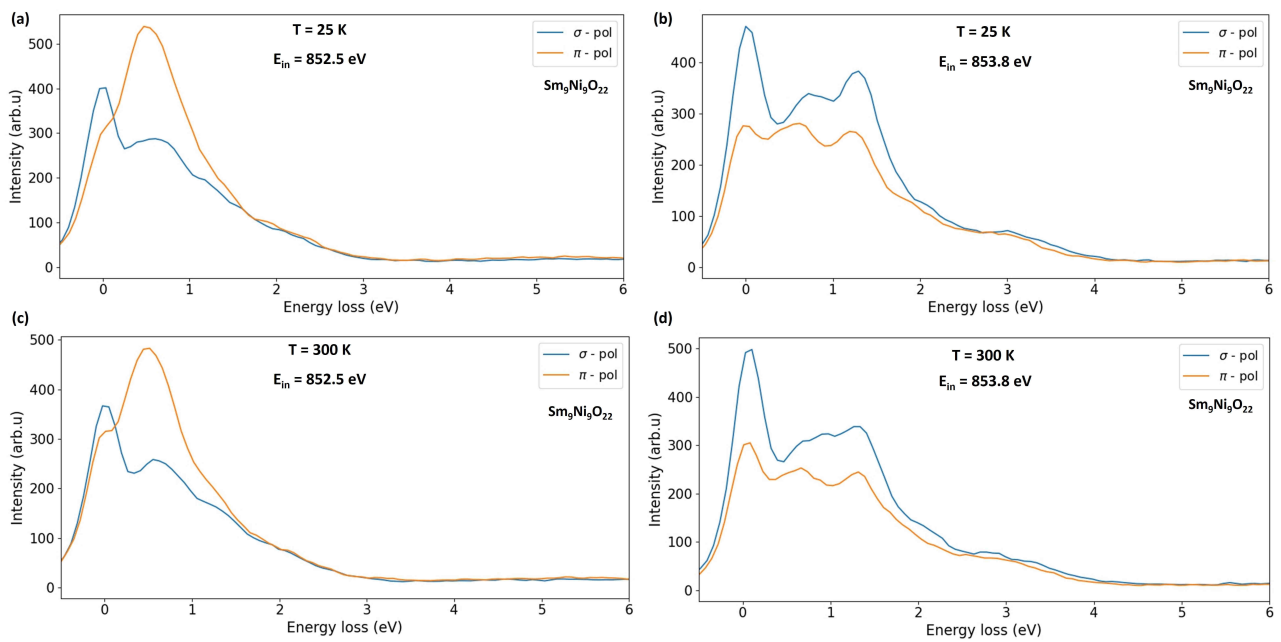 (a)
T = 25 K
E_in = 852.5 eV
σ - pol
π - pol
Sm₉Ni₉O₂₂
Intensity (arb.u)
500
400
300
200
100
0
0 1 2 3 4 5 6
Energy loss (eV)
(b)
T = 25 K
E_in = 853.8 eV
σ - pol
π - pol
Sm₉Ni₉O₂₂
Intensity (arb.u)
400
300
200
100
0
0 1 2 3 4 5 6
Energy loss (eV)
(c)
T = 300 K
E_in = 852.5 eV
σ - pol
π - pol
Sm₉Ni₉O₂₂
Intensity (arb.u)
500
400
300
200
100
0
0 1 2 3 4 5 6
Energy loss (eV)
(d)
T = 300 K
E_in = 853.8 eV
σ - pol
π - pol
Sm₉Ni₉O₂₂
Intensity (arb.u)
500
400
300
200
100
0
0 1 2 3 4 5 6
Energy loss (eV)